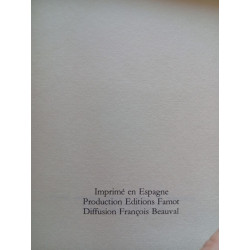 Imprimé en Espagne
Production Editions Famot
Diffusion François Beauval